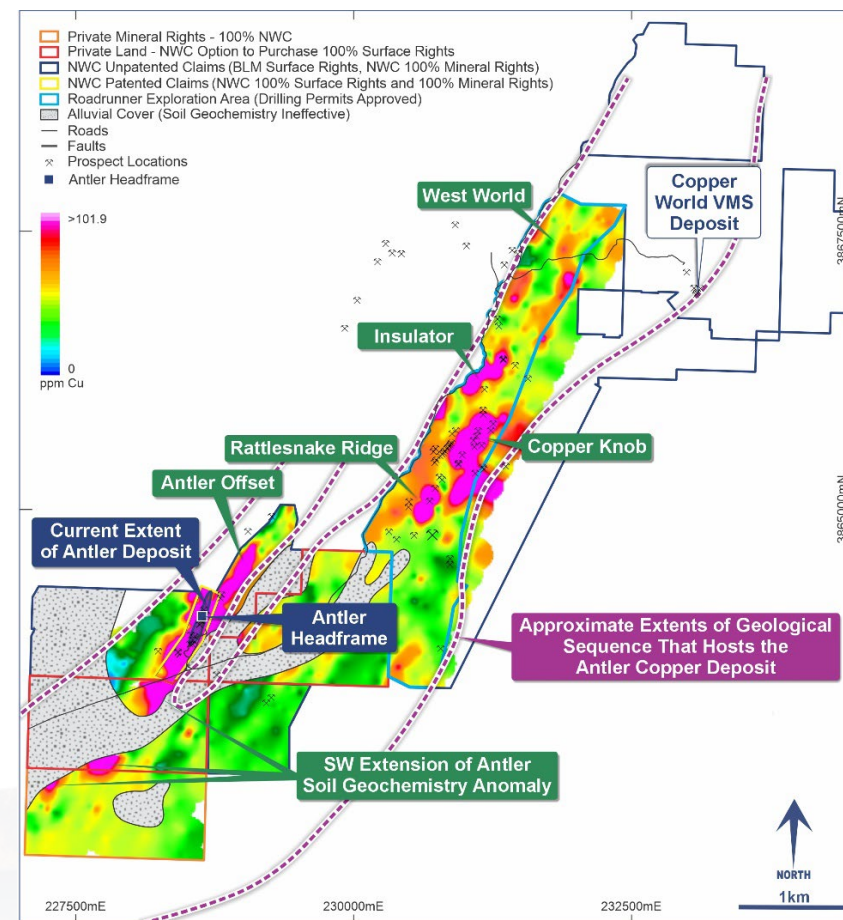 Private Mineral Rights - 100% NWC
Private Land - NWC Option to Purchase 100% Surface Rights
NWC Unpatented Claims (BLM Surface Rights, NWC 100% Mineral Rights)
NWC Patented Claims (NWC 100% Surface Rights and 100% Mineral Rights)
Roadrunner Exploration Area (Drilling Permits Approved)
Alluvial Cover (Soil Geochemistry Ineffective)
Roads
Faults
Prospect Locations
Antler Headframe
>101.9
0
ppm Cu
West World
Copper
World VMS
Deposit
3867500mN
Insulator
Rattlesnake Ridge
Copper Knob
Antler Offset
3865000mN
Current Extent
of Antler Deposit
Antler
Headframe
Approximate Extents of Geological
Sequence That Hosts the
Antler Copper Deposit
SW Extension of Antler
Soil Geochemistry Anomaly
NORTH
1km
227500mE
230000mE
232500mE